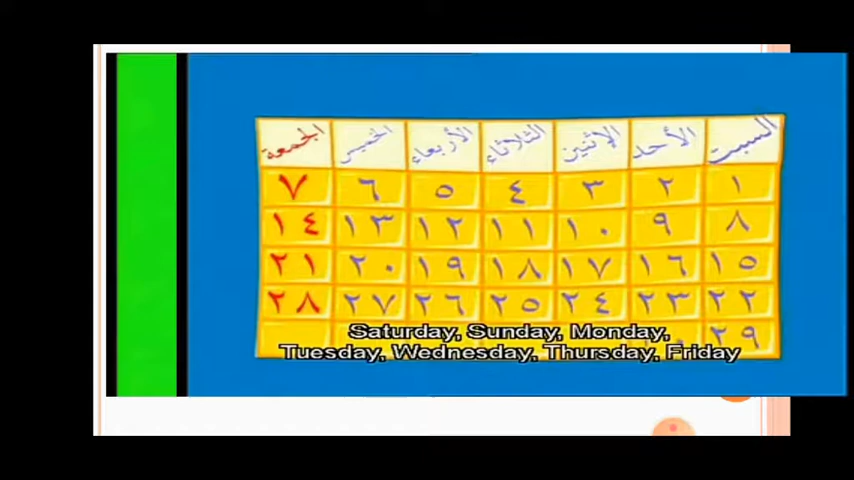 السبت الأحد الإثنين الثلاثاء الأربعاء الخميس الجمعة
١ ٢ ٣ ٤ ٥ ٦ ٧
٨ ٩ ١٠ ١١ ١٢ ١٣ ١٤
١٥ ١٦ ١٧ ١٨ ١٩ ٢٠ ٢١
٢٢ ٢٣ ٢٤ ٢٥ ٢٦ ٢٧ ٢٨
٢٩
Saturday, Sunday, Monday,
Tuesday, Wednesday, Thursday, Friday